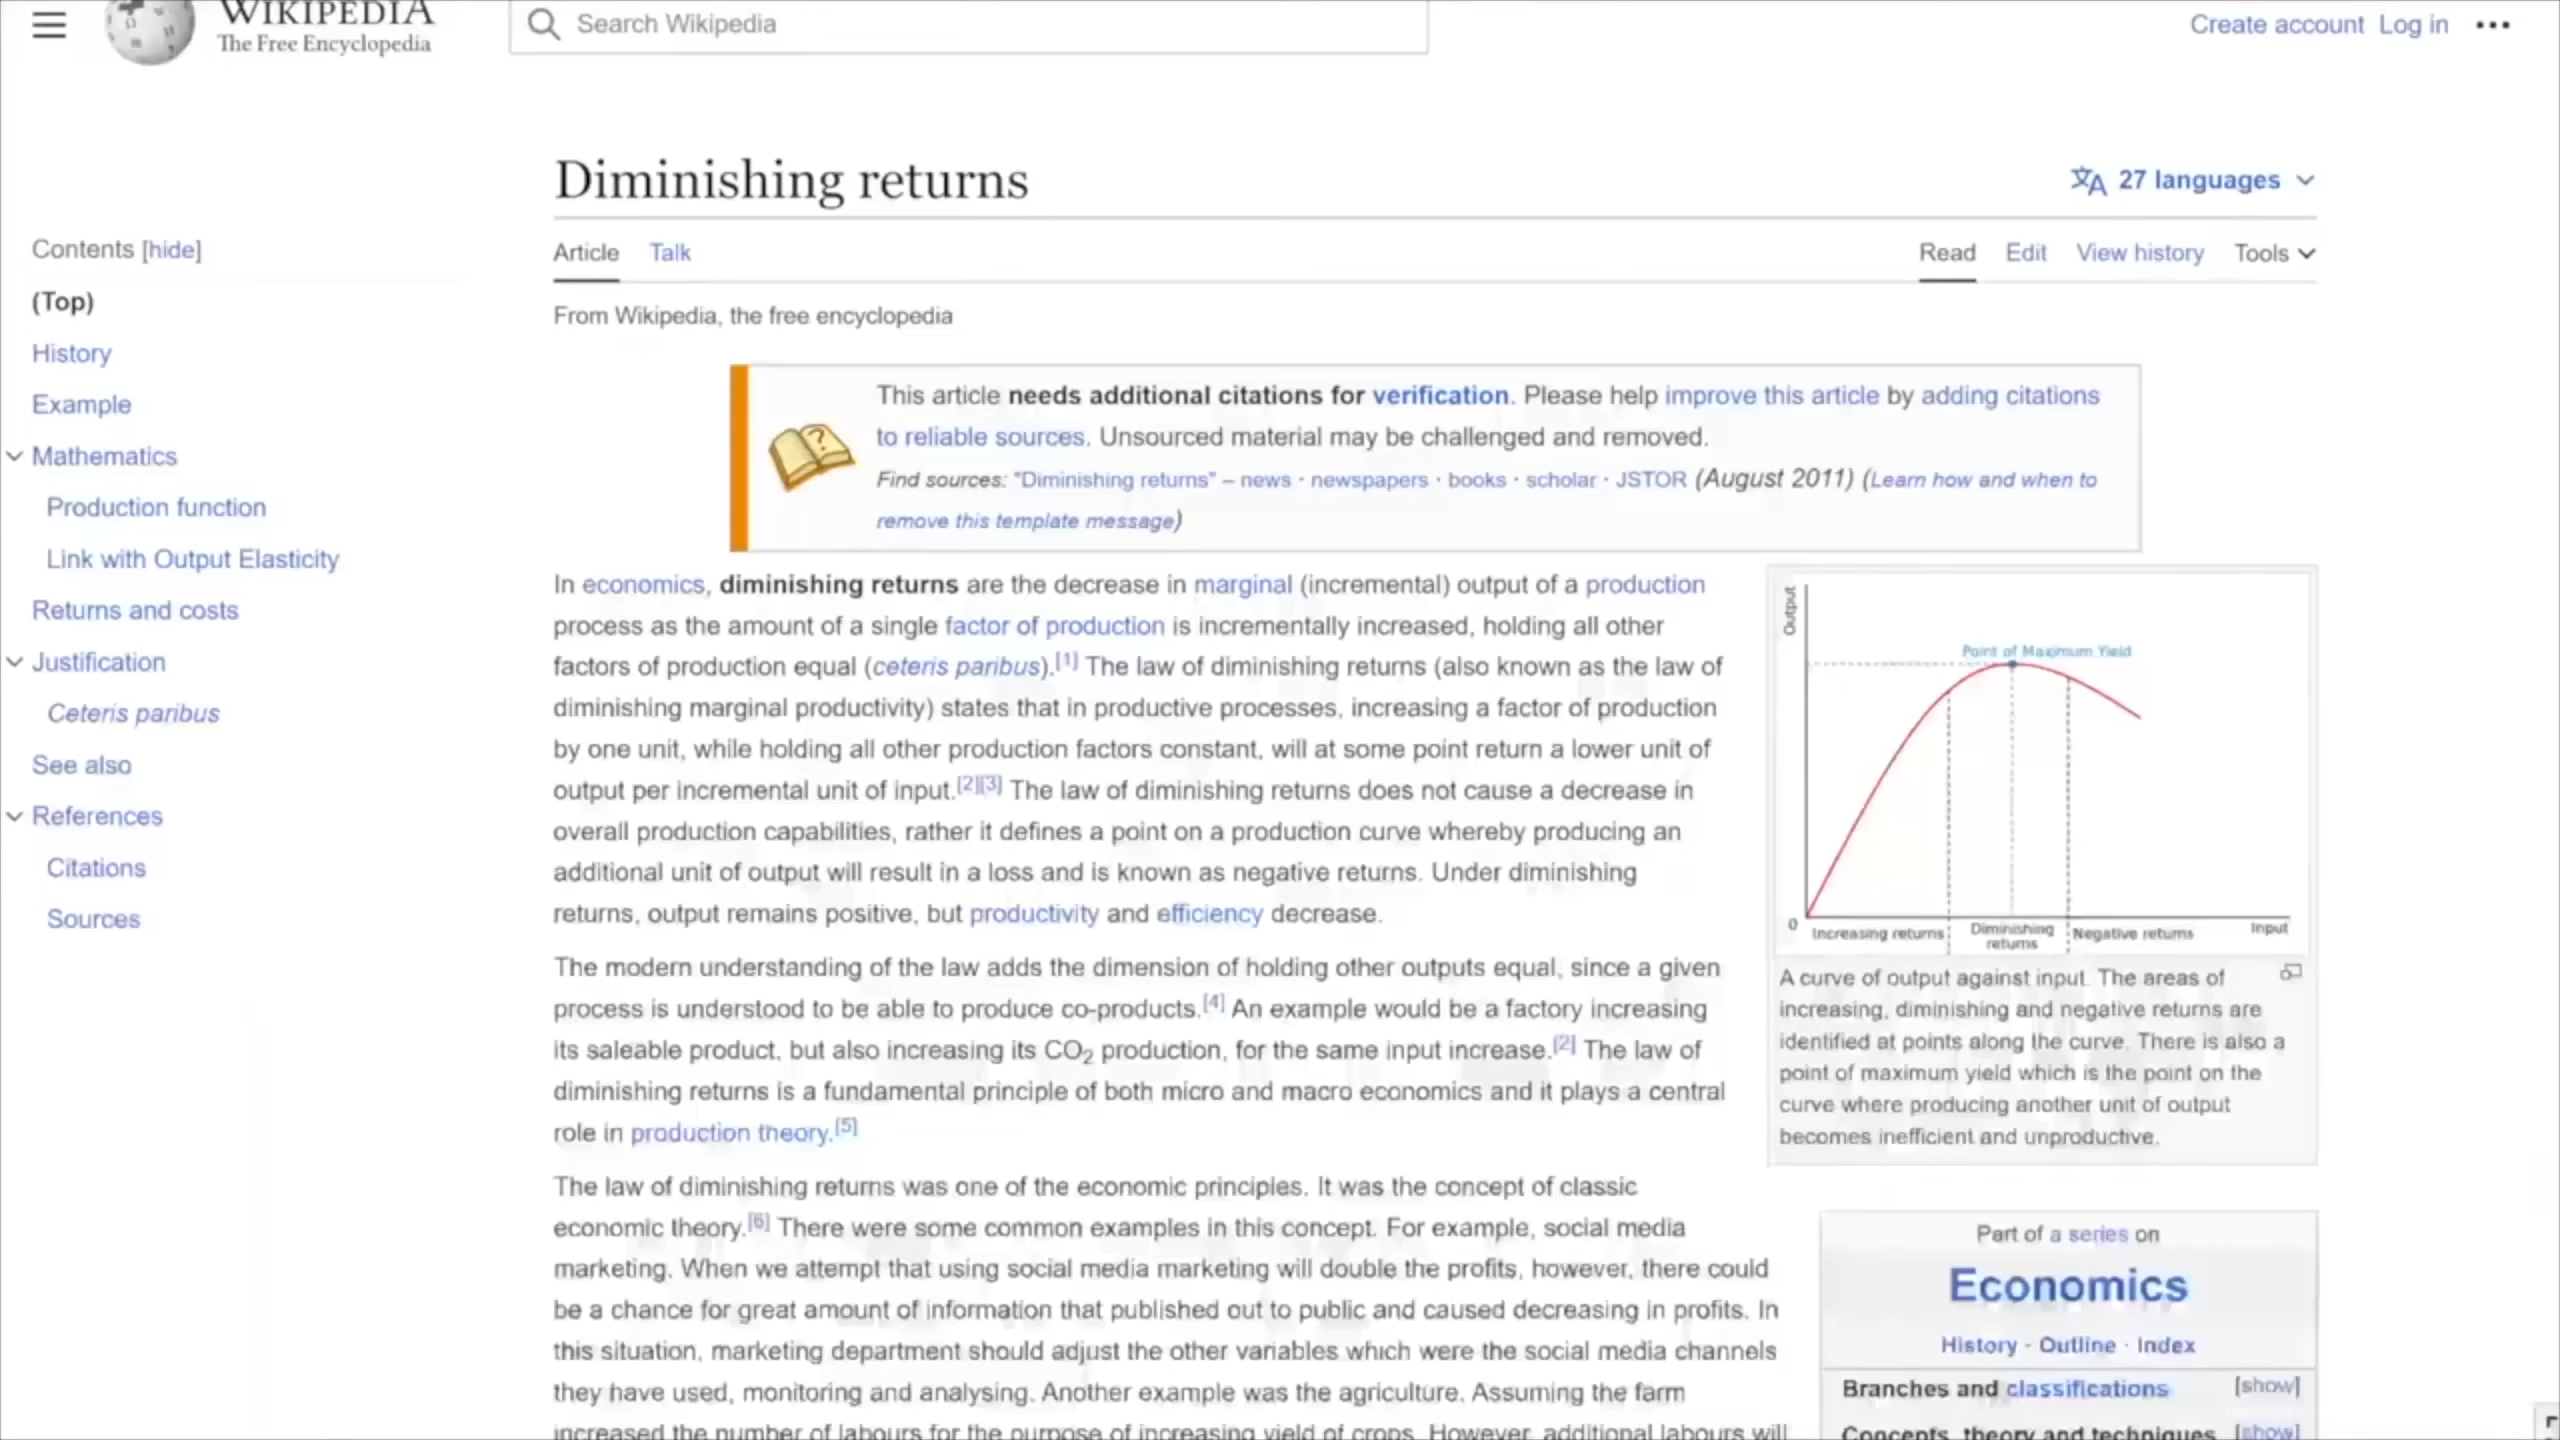 WIKIPEDIA
The Free Encyclopedia
Search Wikipedia
Create account Log in
Diminishing returns
27 languages
Contents [hide]
(Top)
History
Example
Mathematics
Production function
Link with Output Elasticity
Returns and costs
Justification
Ceteris paribus
See also
References
Citations
Sources
Article Talk
Read Edit View history Tools
From Wikipedia, the free encyclopedia
This article needs additional citations for verification. Please help improve this article by adding citations
to reliable sources. Unsourced material may be challenged and removed.
Find sources: "Diminishing returns" – news · newspapers · books · scholar · JSTOR (August 2011) (Learn how and when to
remove this template message)
In economics, diminishing returns are the decrease in marginal (incremental) output of a production
process as the amount of a single factor of production is incrementally increased, holding all other
factors of production equal (ceteris paribus).[1] The law of diminishing returns (also known as the law of
diminishing marginal productivity) states that in productive processes, increasing a factor of production
by one unit, while holding all other production factors constant, will at some point return a lower unit of
output per incremental unit of input.[2][3] The law of diminishing returns does not cause a decrease in
overall production capabilities, rather it defines a point on a production curve whereby producing an
additional unit of output will result in a loss and is known as negative returns. Under diminishing
returns, output remains positive, but productivity and efficiency decrease.
The modern understanding of the law adds the dimension of holding other outputs equal, since a given
process is understood to be able to produce co-products.[4] An example would be a factory increasing
its saleable product, but also increasing its CO₂ production, for the same input increase.[2] The law of
diminishing returns is a fundamental principle of both micro and macro economics and it plays a central
role in production theory.[5]
The law of diminishing returns was one of the economic principles. It was the concept of classic
economic theory.[6] There were some common examples in this concept. For example, social media
marketing. When we attempt that using social media marketing will double the profits, however, there could
be a chance for great amount of information that published out to public and caused decreasing in profits. In
this situation, marketing department should adjust the other variables which were the social media channels
they have used, monitoring and analysing. Another example was the agriculture. Assuming the farm
increased the number of labours for the purpose of increasing yield of crops. However, additional labours will
Output
Point of Maximum Yield
0
Increasing returns
Diminishing
returns
Negative returns
Input
A curve of output against input. The areas of
increasing, diminishing and negative returns are
identified at points along the curve. There is also a
point of maximum yield which is the point on the
curve where producing another unit of output
becomes inefficient and unproductive.
Part of a series on
Economics
History · Outline · Index
Branches and classifications [show]
Concepts, theory and techniques [show]